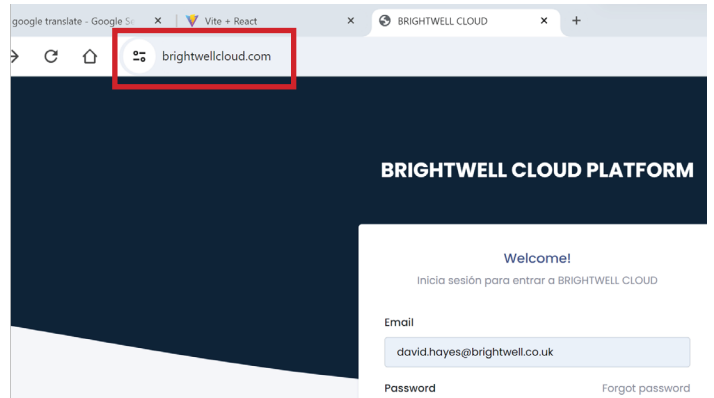 google translate - Google Se
Vite + React
BRIGHTWELL CLOUD
brightwellcloud.com
BRIGHTWELL CLOUD PLATFORM
Welcome!
Inicia sesión para entrar a BRIGHTWELL CLOUD
Email
david.hayes@brightwell.co.uk
Password Forgot password